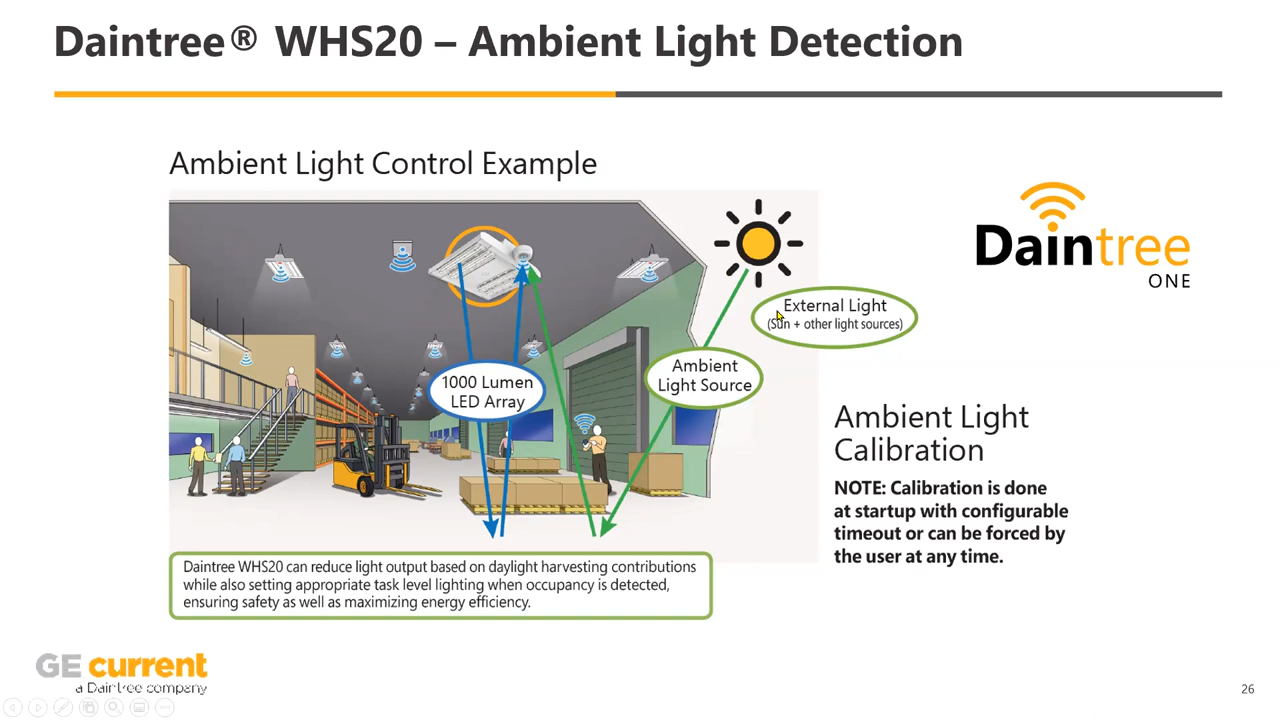 Daintree® WHS20 – Ambient Light Detection
Ambient Light Control Example
External Light
(Sun + other light sources)
Ambient
Light Source
1000 Lumen
LED Array
Daintree
ONE
Ambient Light
Calibration
NOTE: Calibration is done
at startup with configurable
timeout or can be forced by
the user at any time.
Daintree WHS20 can reduce light output based on daylight harvesting contributions
while also setting appropriate task level lighting when occupancy is detected,
ensuring safety as well as maximizing energy efficiency.
GE current
a Daintree company
26